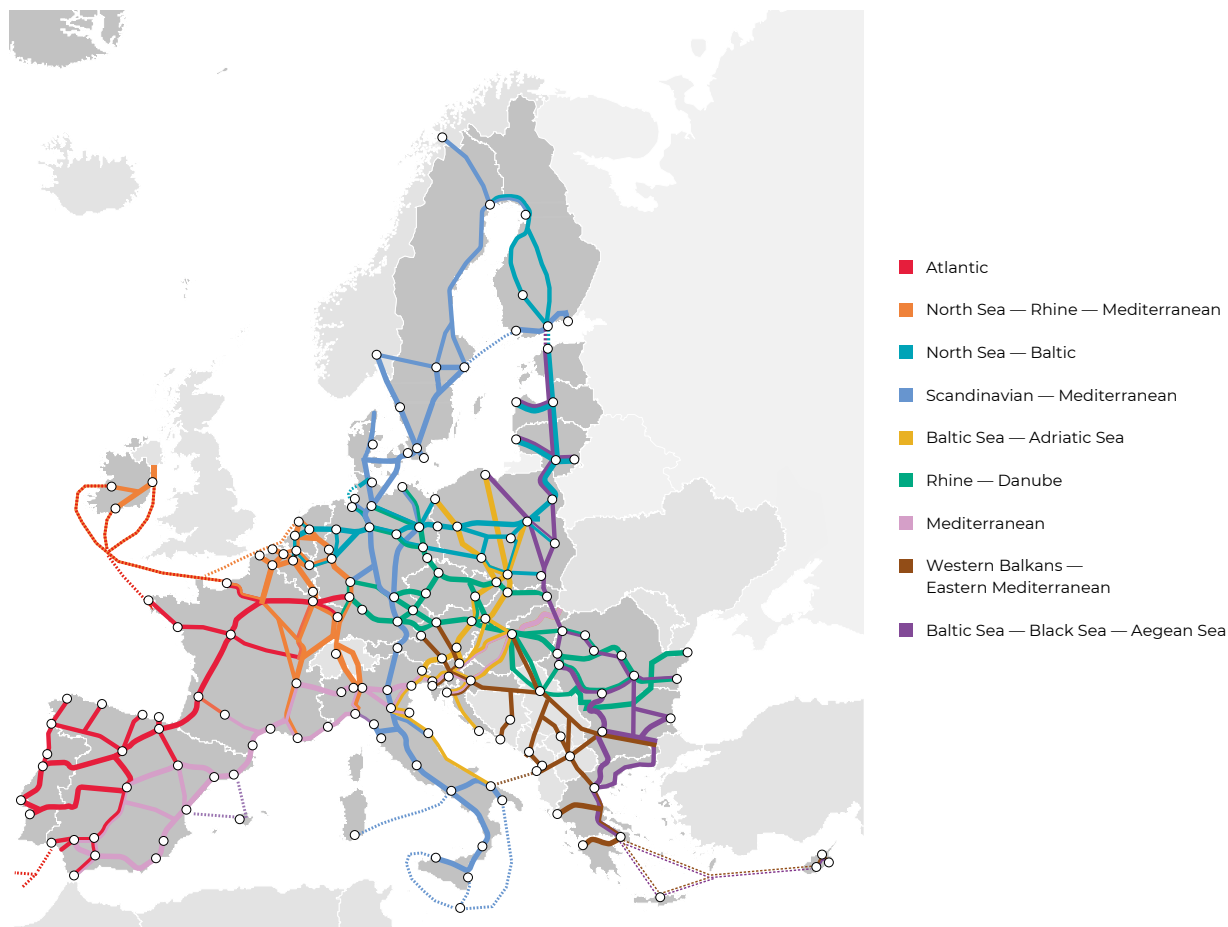 Atlantic
North Sea — Rhine — Mediterranean
North Sea — Baltic
Scandinavian — Mediterranean
Baltic Sea — Adriatic Sea
Rhine — Danube
Mediterranean
Western Balkans —
Eastern Mediterranean
Baltic Sea — Black Sea — Aegean Sea